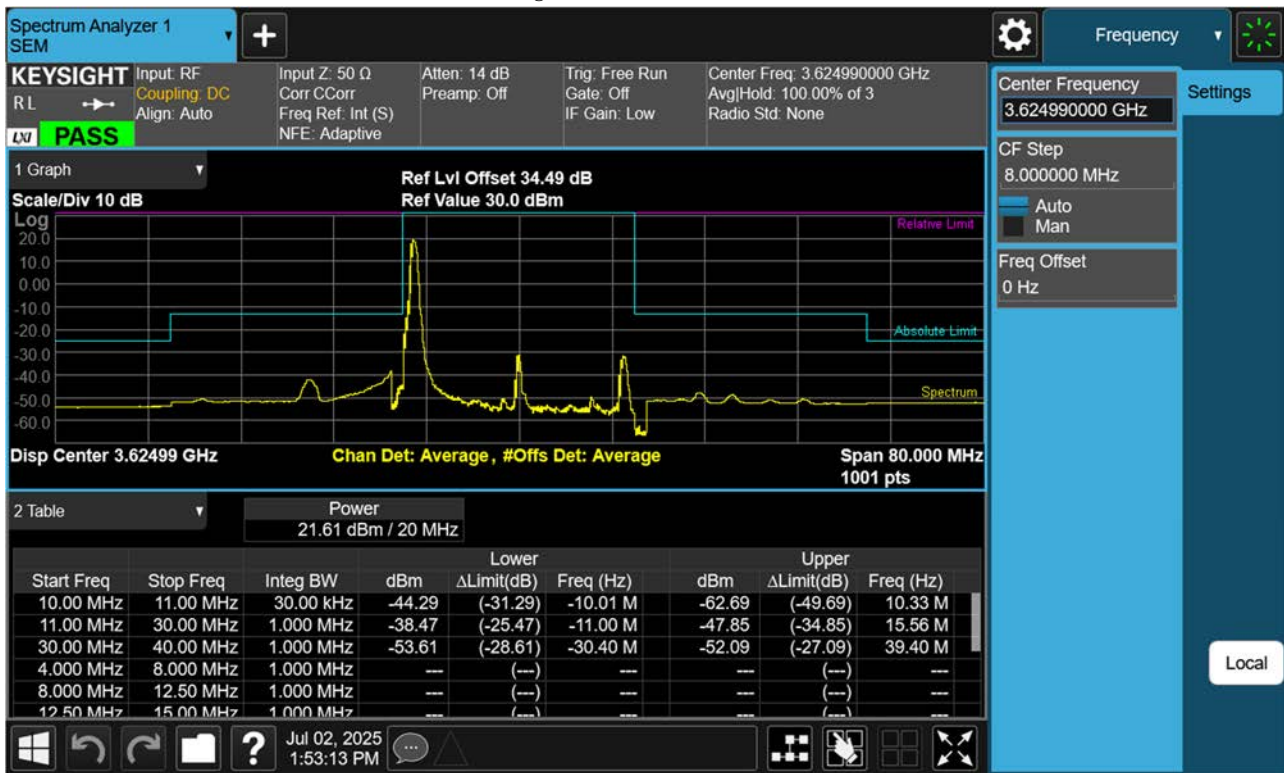 Spectrum Analyzer 1
SEM
Frequency
KEYSIGHT
R L
LXI
PASS
Input: RF
Coupling: DC
Align: Auto
Input Z: 50 Ω
Corr CCorr
Freq Ref: Int (S)
NFE: Adaptive
Atten: 14 dB
Preamp: Off
Trig: Free Run
Gate: Off
IF Gain: Low
Center Freq: 3.624990000 GHz
Avg|Hold: 100.00% of 3
Radio Std: None
Center Frequency
3.624990000 GHz
Settings
CF Step
8.000000 MHz
Auto
Man
Freq Offset
0 Hz
Local
1 Graph
Scale/Div 10 dB
Ref Lvl Offset 34.49 dB
Ref Value 30.0 dBm
Log
20.0
10.0
0.00
-10.0
-20.0
-30.0
-40.0
-50.0
-60.0
Relative Limit
Absolute Limit
Spectrum
Disp Center 3.62499 GHz
Chan Det: Average, #Offs Det: Average
Span 80.000 MHz
1001 pts
2 Table
Power
21.61 dBm / 20 MHz
Lower Upper
Start Freq Stop Freq Integ BW dBm ΔLimit(dB) Freq (Hz) dBm ΔLimit(dB) Freq (Hz)
10.00 MHz 11.00 MHz 30.00 kHz -44.29 (-31.29) -10.01 M -62.69 (-49.69) 10.33 M
11.00 MHz 30.00 MHz 1.000 MHz -38.47 (-25.47) -11.00 M -47.85 (-34.85) 15.56 M
30.00 MHz 40.00 MHz 1.000 MHz -53.61 (-28.61) -30.40 M -52.09 (-27.09) 39.40 M
4.000 MHz 8.000 MHz 1.000 MHz --- (---) --- --- (---) ---
8.000 MHz 12.50 MHz 1.000 MHz --- (---) --- --- (---) ---
12.50 MHz 15.00 MHz 1.000 MHz --- (---) --- --- (---) ---
?
Jul 02, 2025
1:53:13 PM